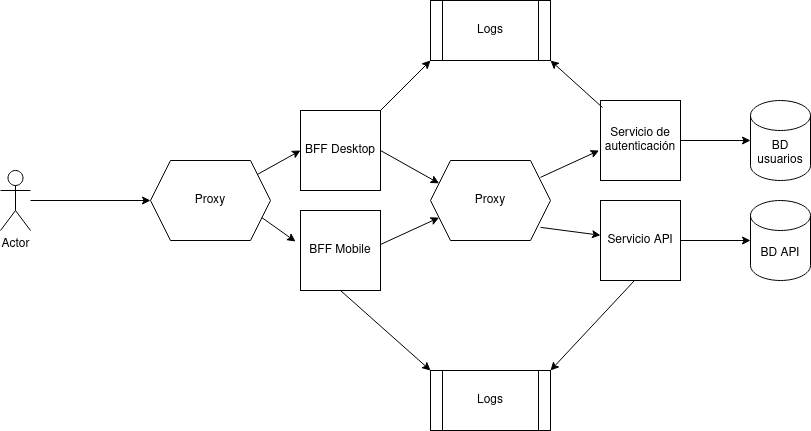 Logs
BFF Desktop
Servicio de
autenticación
BD
usuarios
Proxy
Proxy
Actor
BFF Mobile
Servicio API
BD API
Logs